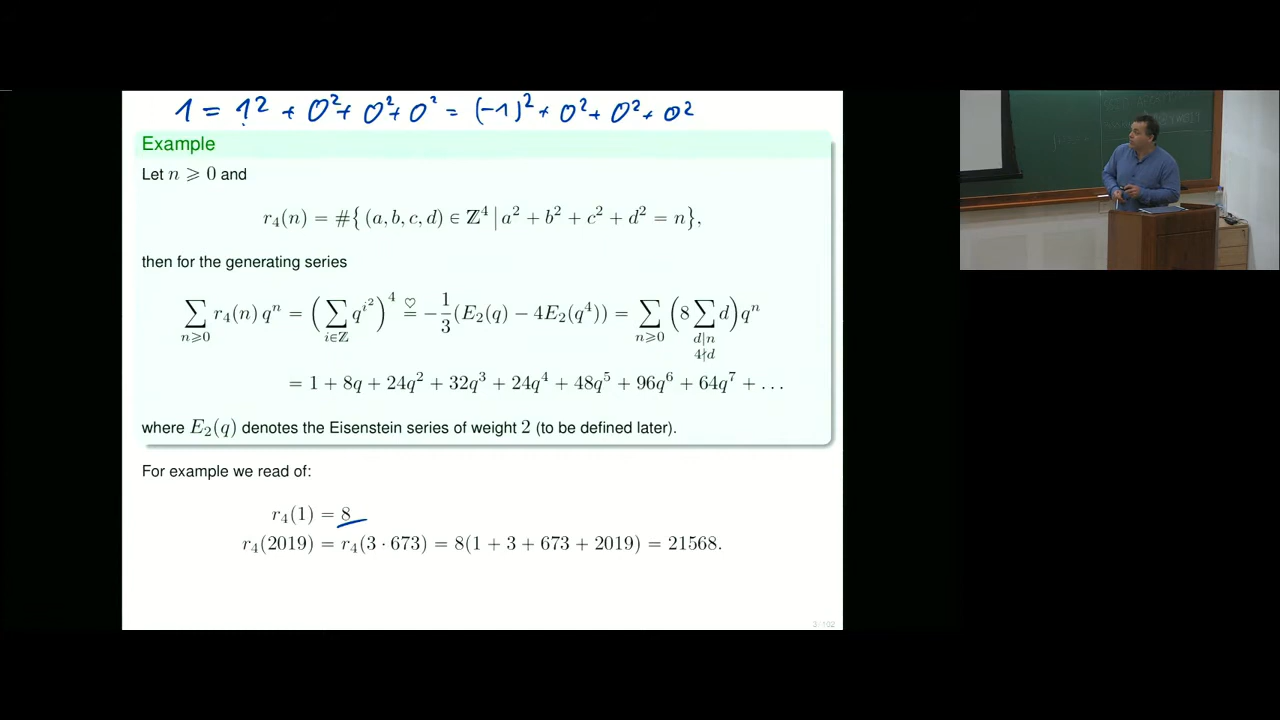 1 = 1² + 0² + 0² + 0² = (-1)² + 0² + 0² + 0²
Example
Let n ⩾ 0 and
r₄(n) = #{ (a, b, c, d) ∈ ℤ⁴ | a² + b² + c² + d² = n},
then for the generating series
∑_{n⩾0} r₄(n) qⁿ = (∑_{i∈ℤ} q^{i²})⁴ =^♡ −1/3 (E₂(q) − 4E₂(q⁴)) = ∑_{n⩾0} (8 ∑_{d|n 4∤d} d) qⁿ
= 1 + 8q + 24q² + 32q³ + 24q⁴ + 48q⁵ + 96q⁶ + 64q⁷ + . . .
where E₂(q) denotes the Eisenstein series of weight 2 (to be defined later).
For example we read of:
r₄(1) = 8
r₄(2019) = r₄(3 · 673) = 8(1 + 3 + 673 + 2019) = 21568.
3 / 102